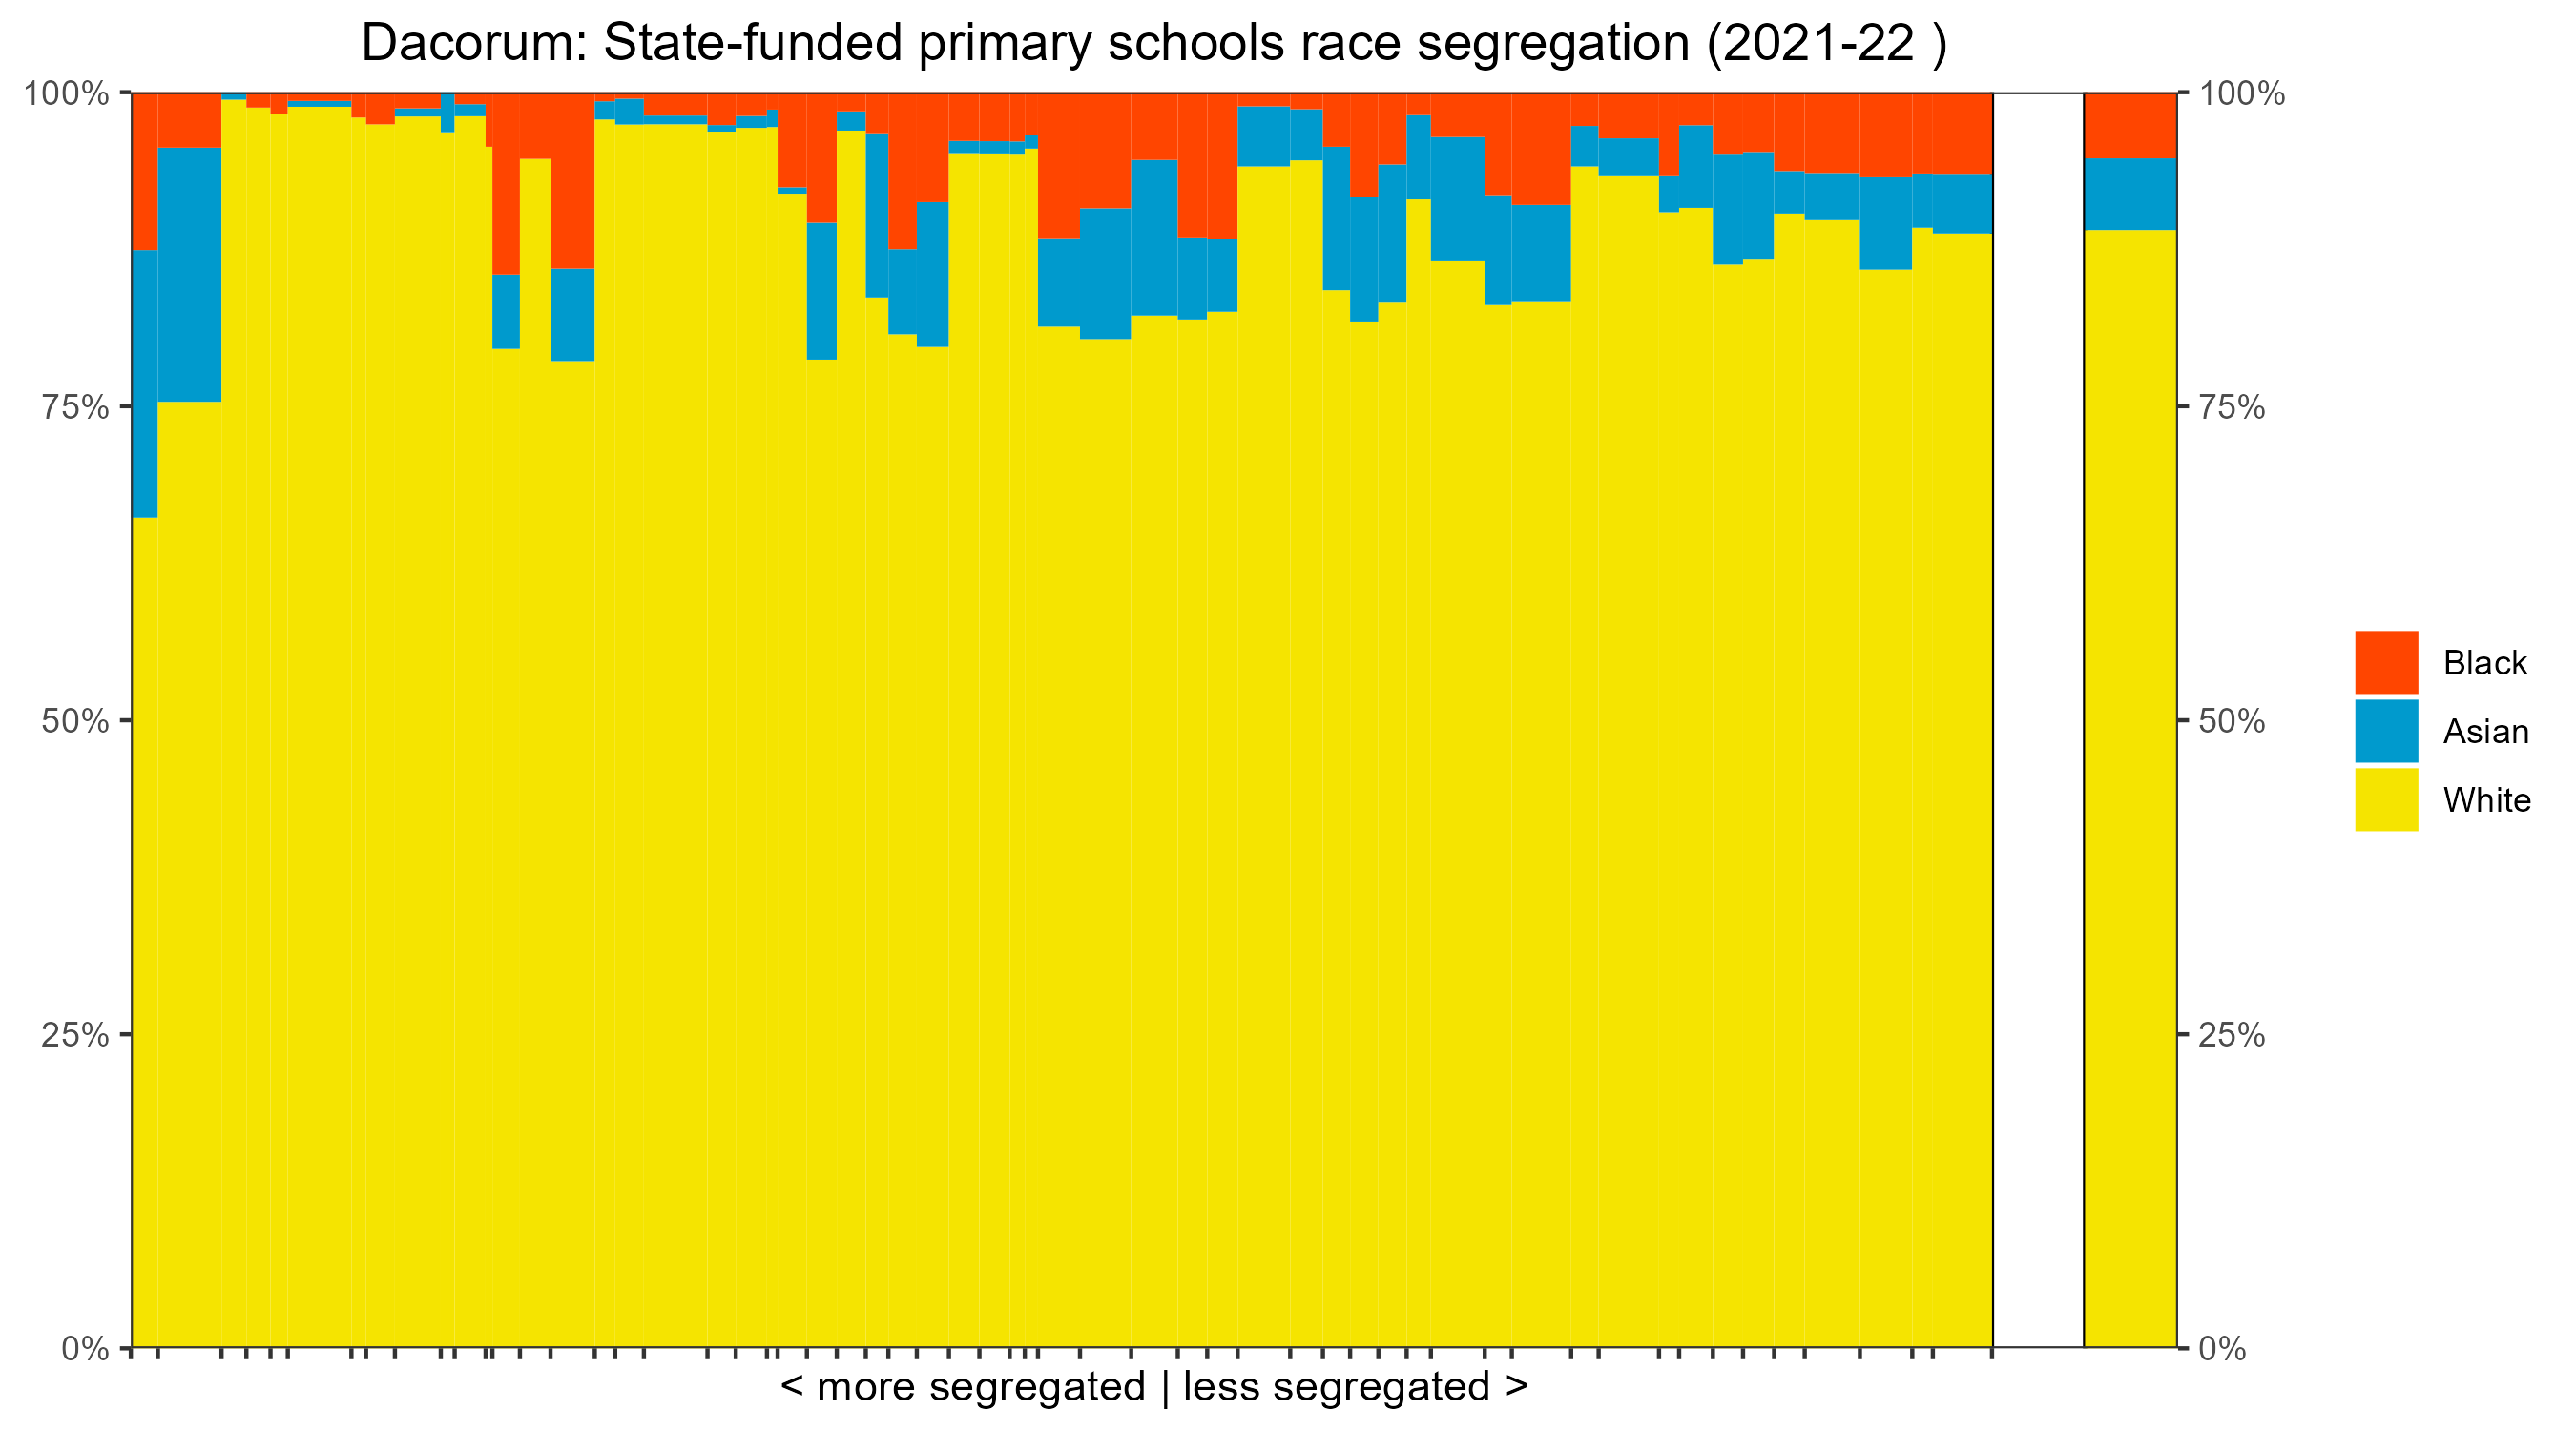 Dacorum: State-funded primary schools race segregation (2021-22 )
100%
75%
50%
25%
0%
100%
75%
50%
25%
0%
Black
Asian
White
< more segregated | less segregated >